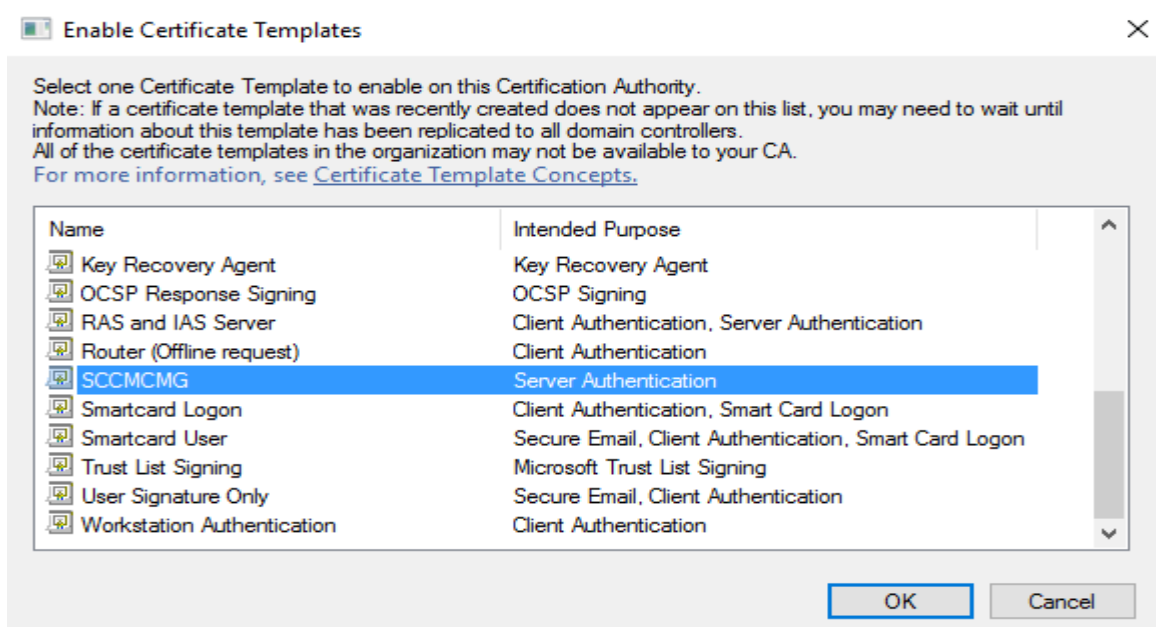 Enable Certificate Templates
Select one Certificate Template to enable on this Certification Authority.
Note: If a certificate template that was recently created does not appear on this list, you may need to wait until
information about this template has been replicated to all domain controllers.
All of the certificate templates in the organization may not be available to your CA.
For more information, see Certificate Template Concepts.
Name Intended Purpose
Key Recovery Agent Key Recovery Agent
OCSP Response Signing OCSP Signing
RAS and IAS Server Client Authentication, Server Authentication
Router (Offline request) Client Authentication
SCCMCMG Server Authentication
Smartcard Logon Client Authentication, Smart Card Logon
Smartcard User Secure Email, Client Authentication, Smart Card Logon
Trust List Signing Microsoft Trust List Signing
User Signature Only Secure Email, Client Authentication
Workstation Authentication Client Authentication
OK Cancel